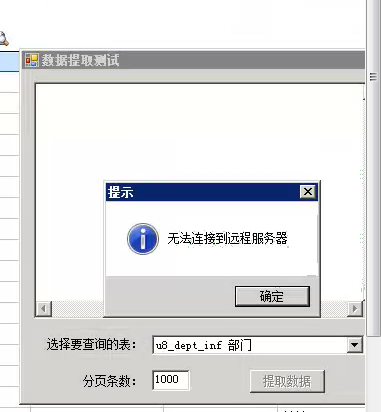 数据提取测试
提示
无法连接到远程服务器
确定
选择要查询的表： u8_dept_inf 部门
分页条数： 1000 提取数据